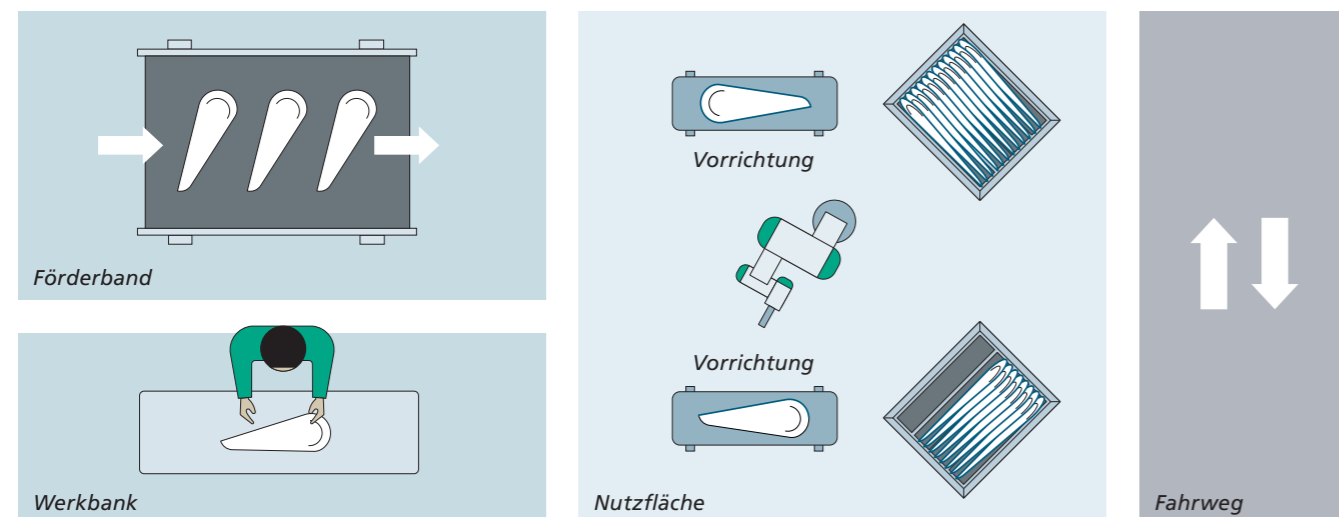 Förderband
Werkbank
Vorrichtung
Vorrichtung
Nutzfläche
Fahrweg